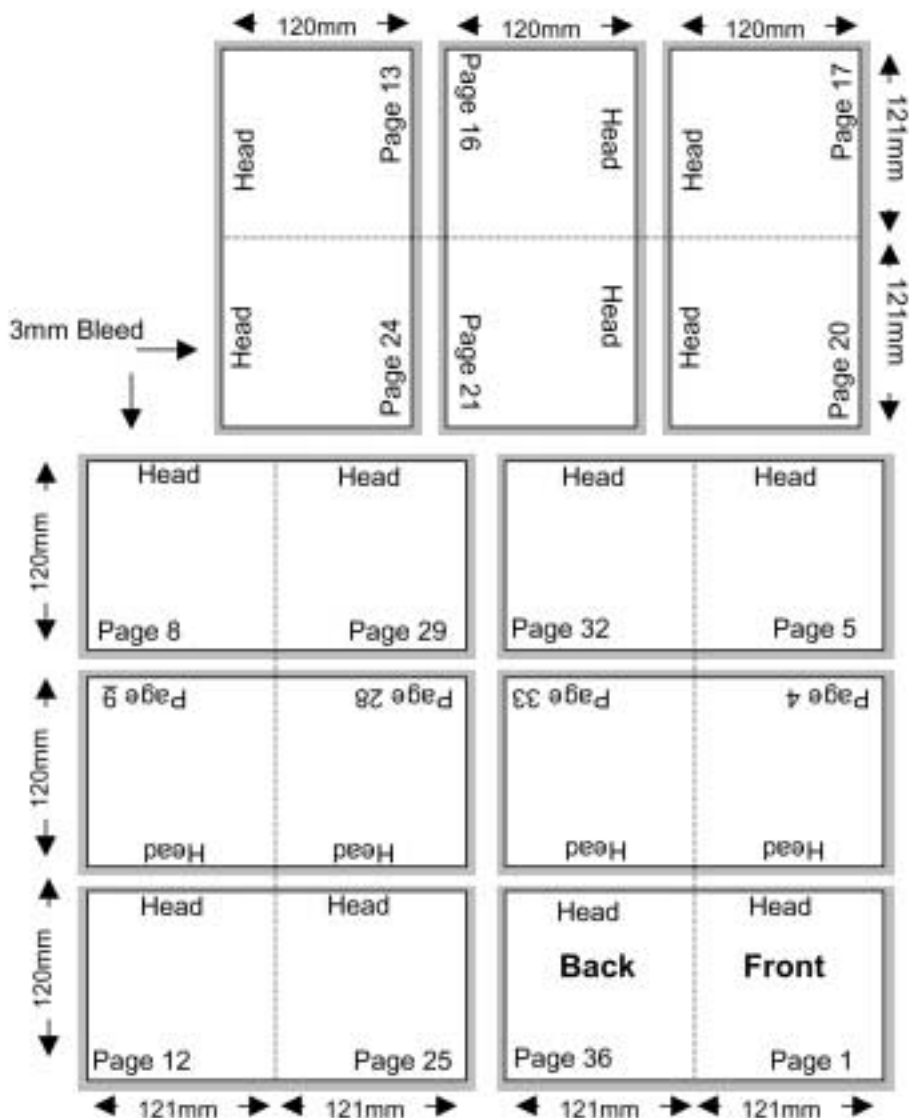 120mm
120mm
120mm
Page 13
Page 16
Page 17
Head
Head
Head
121mm
Head
Head
Head
121mm
3mm Bleed
Page 24
Page 21
Page 20
Head
Head
Head
Head
120mm
Page 8
Page 29
Page 32
Page 5
Page 9
Page 28
Page 33
Page 4
120mm
Head
Head
Head
Head
Head
Head
Head
Head
120mm
Back
Front
Page 12
Page 25
Page 36
Page 1
121mm
121mm
121mm
121mm